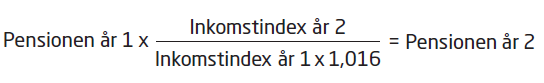 Inkomstindex år 2
Pensionen år 1 x = Pensionen år 2
Inkomstindex år 1 x 1,016